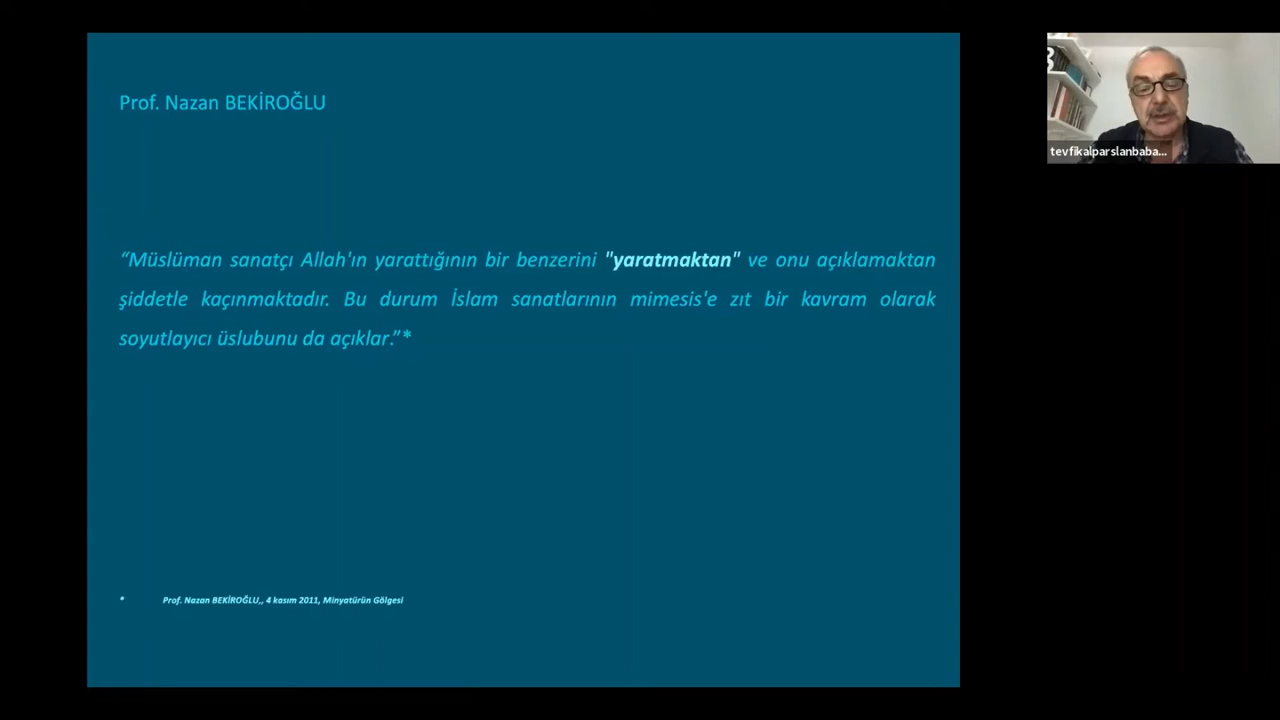 Prof. Nazan BEKİROĞLU
“Müslüman sanatçı Allah'ın yarattığının bir benzerini "yaratmaktan" ve onu açıklamaktan
şiddetle kaçınmaktadır. Bu durum İslam sanatlarının mimesis'e zıt bir kavram olarak
soyutlayıcı üslubunu da açıklar.”*
* Prof. Nazan BEKİROĞLU,, 4 kasım 2011, Minyatürün Gölgesi
tevfikalparslanbaba...